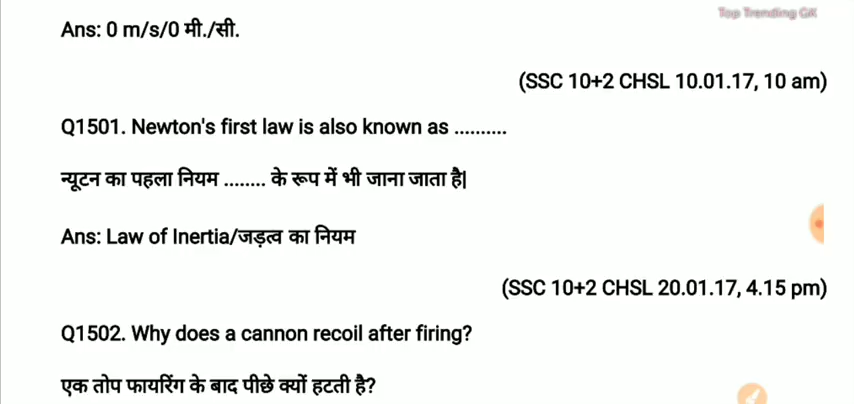 Top Trending GK
Ans: 0 m/s/0 मी./सी.
(SSC 10+2 CHSL 10.01.17, 10 am)
Q1501. Newton's first law is also known as ..........
न्यूटन का पहला नियम ........ के रूप में भी जाना जाता है|
Ans: Law of Inertia/जड़त्व का नियम
(SSC 10+2 CHSL 20.01.17, 4.15 pm)
Q1502. Why does a cannon recoil after firing?
एक तोप फायरिंग के बाद पीछे क्यों हटती है?